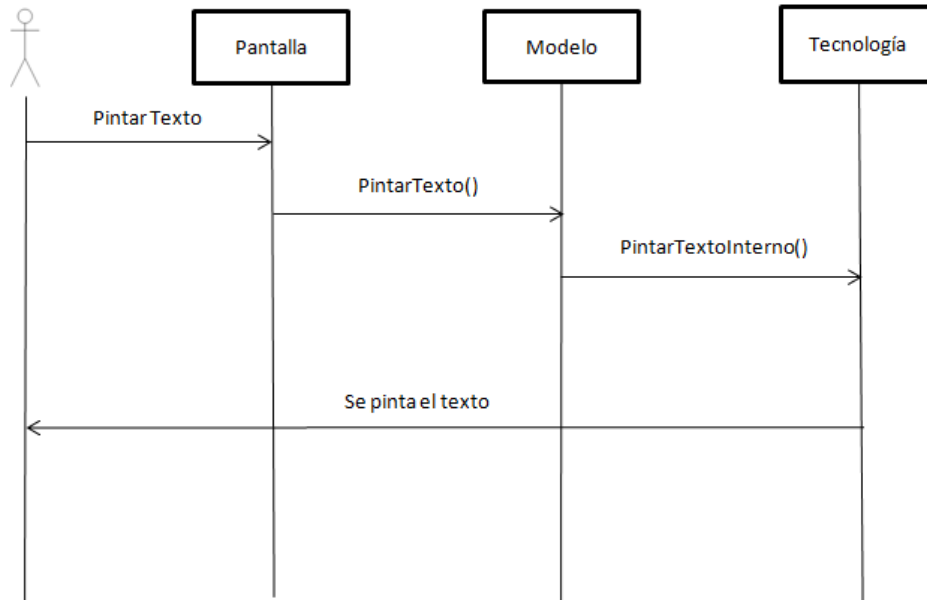 Pantalla
Modelo
Tecnología
Pintar Texto
PintarTexto()
PintarTextoInterno()
Se pinta el texto